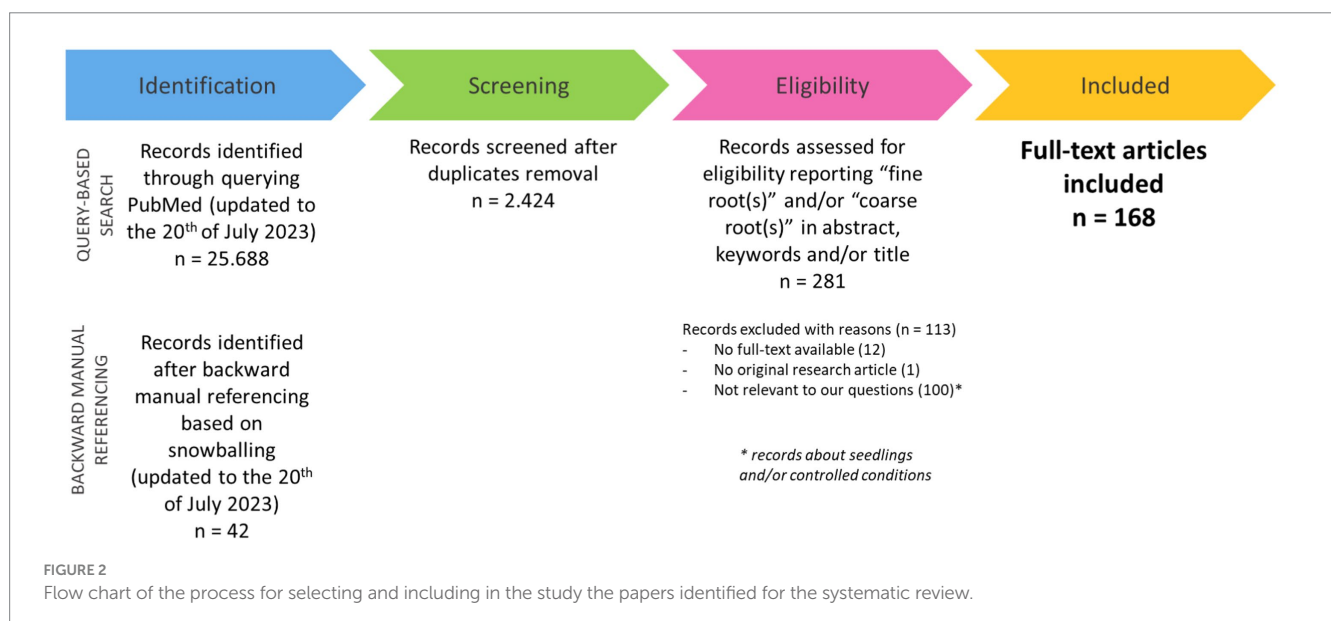 Identification
Screening
Eligibility
Included
QUERY-BASED
SEARCH
Records identified
through querying
PubMed (updated to
the 20th of July 2023)
n = 25.688
Records screened after
duplicates removal
n = 2.424
Records assessed for
eligibility reporting “fine
root(s)” and/or “coarse
root(s)” in abstract,
keywords and/or title
n = 281
Full-text articles
included
n = 168
BACKWARD MANUAL
REFERENCING
Records identified
after backward
manual referencing
based on
snowballing
(updated to the 20th
of July 2023)
n = 42
Records excluded with reasons (n = 113)
- No full-text available (12)
- No original research article (1)
- Not relevant to our questions (100)*
* records about seedlings
and/or controlled conditions
FIGURE 2
Flow chart of the process for selecting and including in the study the papers identified for the systematic review.